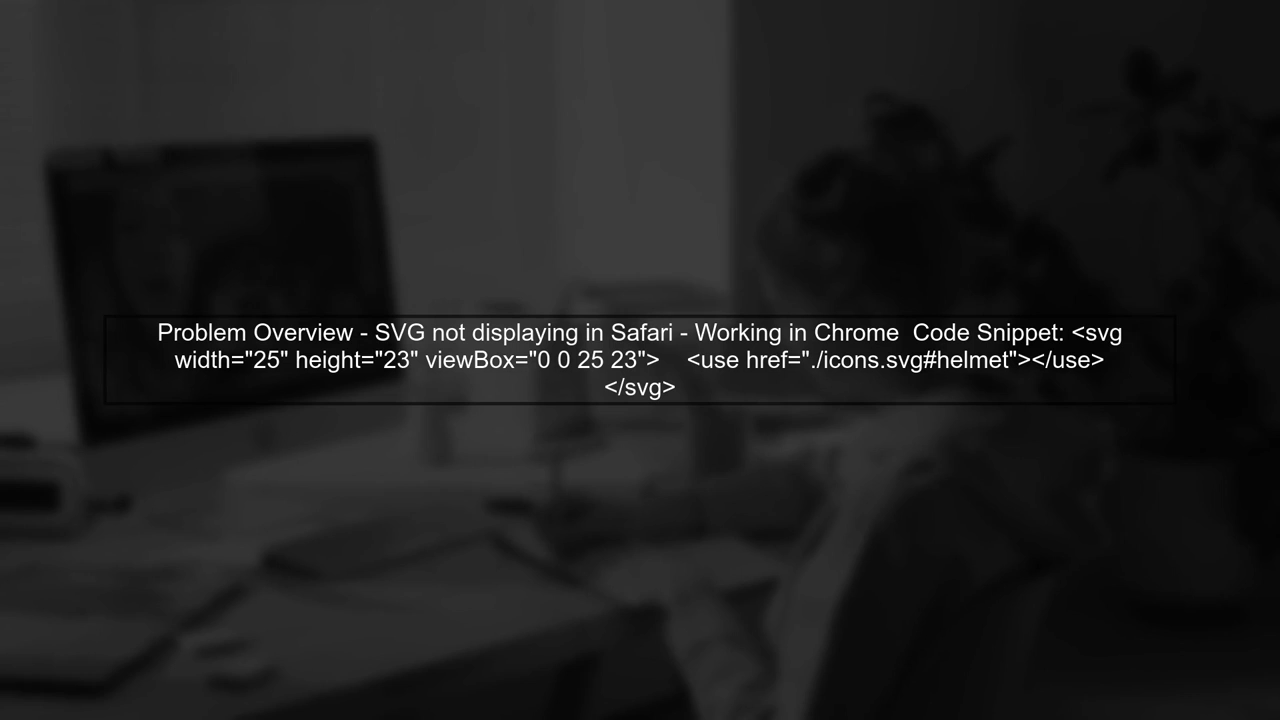 Problem Overview - SVG not displaying in Safari - Working in Chrome  Code Snippet: <svg
width="25" height="23" viewBox="0 0 25 23">    <use href="./icons.svg#helmet"></use>
</svg>